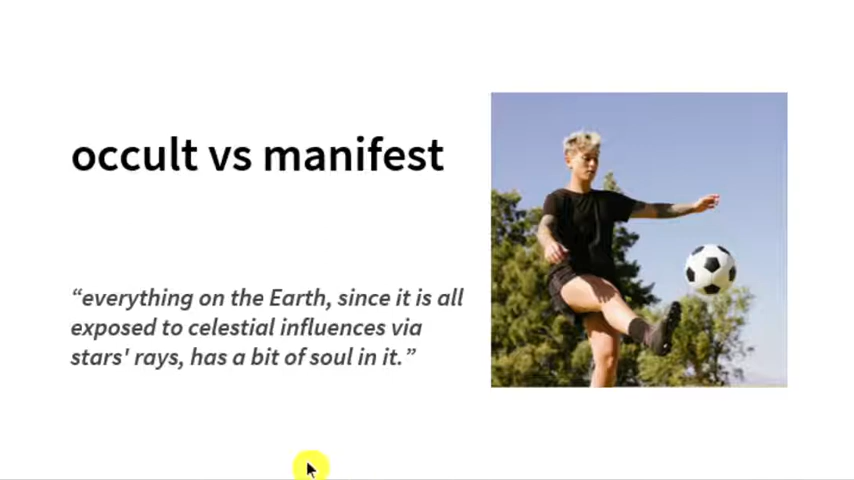 occult vs manifest
“everything on the Earth, since it is all
exposed to celestial influences via
stars' rays, has a bit of soul in it.”